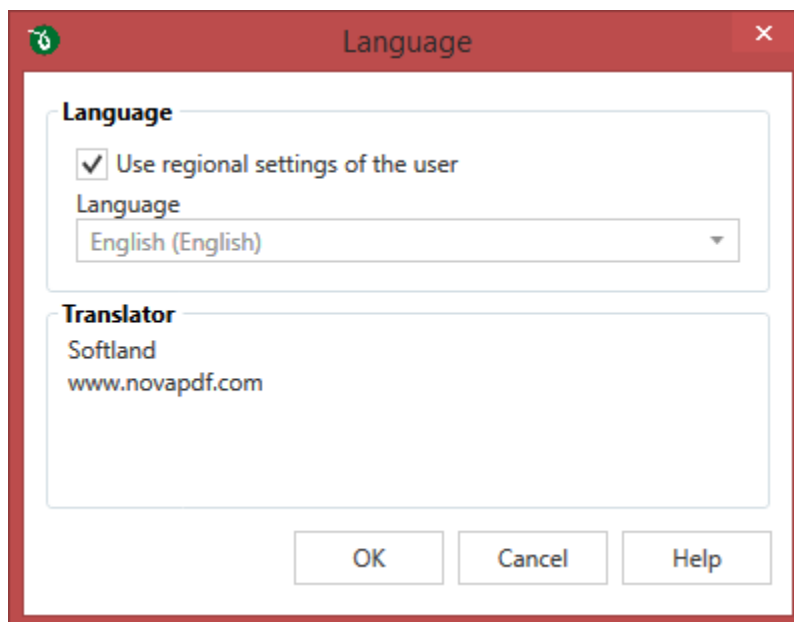 Language
Language
Use regional settings of the user
Language
English (English)
Translator
Softland
www.novapdf.com
OK Cancel Help